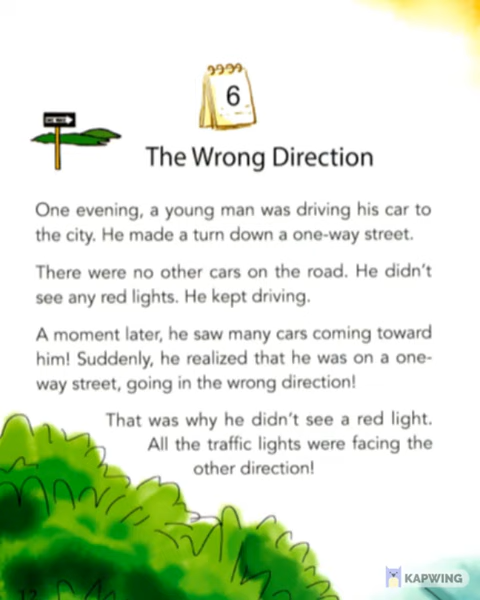 6
The Wrong Direction
One evening, a young man was driving his car to
the city. He made a turn down a one-way street.
There were no other cars on the road. He didn't
see any red lights. He kept driving.
A moment later, he saw many cars coming toward
him! Suddenly, he realized that he was on a one-
way street, going in the wrong direction!
That was why he didn't see a red light.
All the traffic lights were facing the
other direction!
12
KAPWING